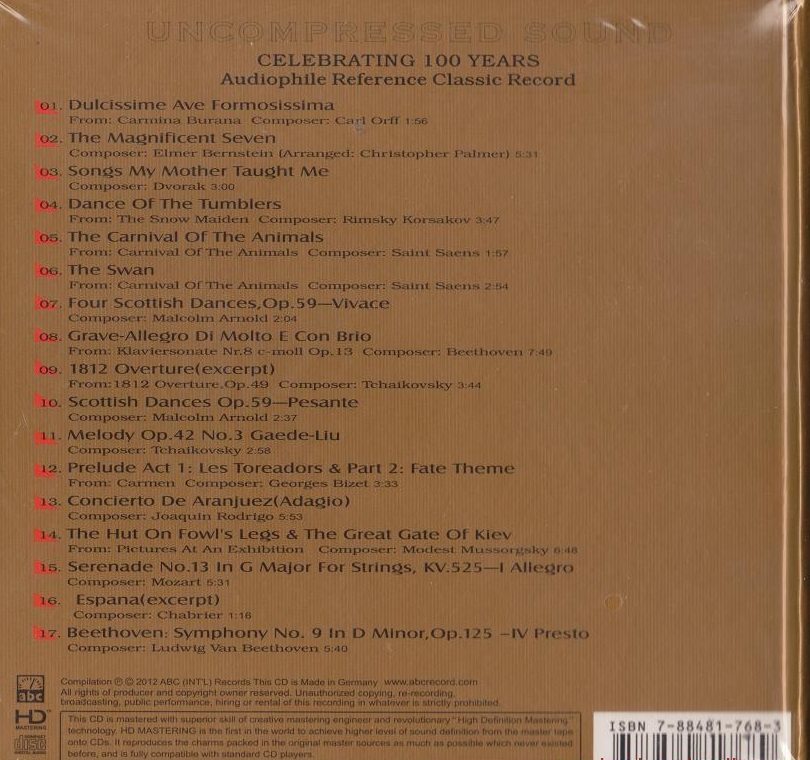 UNCOMPRESSED SOUND
CELEBRATING 100 YEARS
Audiophile Reference Classic Record
01. Dulcissime Ave Formosissima
From: Carmina Burana Composer: Carl Orff 1:56
02. The Magnificent Seven
Composer: Elmer Bernstein (Arranged: Christopher Palmer) 5:31
03. Songs My Mother Taught Me
Composer: Dvorak 3:00
04. Dance Of The Tumblers
From: The Snow Maiden Composer: Rimsky Korsakov 3:47
05. The Carnival Of The Animals
From: Carnival Of The Animals Composer: Saint Saens 1:57
06. The Swan
From: Carnival Of The Animals Composer: Saint Saens 2:54
07. Four Scottish Dances,Op.59—Vivace
Composer: Malcolm Arnold 2:04
08. Grave-Allegro Di Molto E Con Brio
From: Klaviersonate Nr.8 c-moll Op.13 Composer: Beethoven 7:49
09. 1812 Overture(excerpt)
From:1812 Overture,Op.49 Composer: Tchaikovsky 3:44
10. Scottish Dances Op.59—Pesante
Composer: Malcolm Arnold 2:37
11. Melody Op.42 No.3 Gaede-Liu
Composer: Tchaikovsky 2:58
12. Prelude Act 1: Les Toreadors & Part 2: Fate Theme
From: Carmen Composer: Georges Bizet 3:33
13. Concierto De Aranjuez(Adagio)
Composer: Joaquin Rodrigo 5:53
14. The Hut On Fowl's Legs & The Great Gate Of Kiev
From: Pictures At An Exhibition Composer: Modest Mussorgsky 6:48
15. Serenade No.13 In G Major For Strings, KV.525—I Allegro
Composer: Mozart 5:31
16. Espana(excerpt)
Composer: Chabrier 1:16
17. Beethoven: Symphony No. 9 In D Minor,Op.125 –IV Presto
Composer: Ludwig Van Beethoven 5:40
abc
Compilation ℗ © 2012 ABC (INT'L) Records This CD is Made in Germany www.abcrecord.com
All rights of producer and copyright owner reserved. Unauthorized copying, re-recording,
broadcasting, public performance, hiring or rental of this recording in whatever is strictly prohibited.
HD
MASTERING
COMPACT
disc
DIGITAL AUDIO
This CD is mastered with superior skill of creative mastering engineer and revolutionary "High Definition Mastering"
technology. HD MASTERING is the first in the world to achieve higher level of sound definition from the master tape
onto CDs. It reproduces the charms packed in the original master sources as much as possible which never existed
before, and is fully compatible with standard CD players.
ISBN 7-88481-768-3